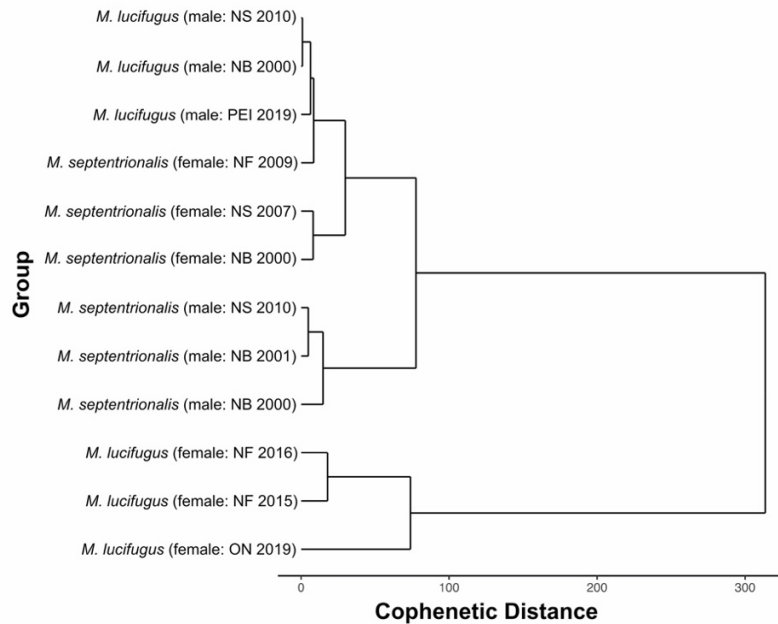 M. lucifugus (male: NS 2010)
M. lucifugus (male: NB 2000)
M. lucifugus (male: PEI 2019)
M. septentrionalis (female: NF 2009)
M. septentrionalis (female: NS 2007)
M. septentrionalis (female: NB 2000)
M. septentrionalis (male: NS 2010)
M. septentrionalis (male: NB 2001)
M. septentrionalis (male: NB 2000)
M. lucifugus (female: NF 2016)
M. lucifugus (female: NF 2015)
M. lucifugus (female: ON 2019)
Group
0 100 200 300
Cophenetic Distance